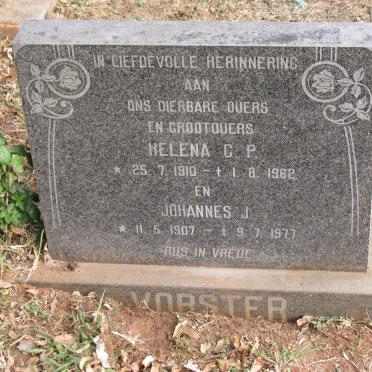 IN LIEFDEVOLLE HERINNERING
AAN
ONS DIERBARE OUERS
EN GROOTOUERS
HELENA C. P.
* 25. 7. 1910 - † 1. 8. 1962
EN
JOHANNES J.
* 11. 5. 1907 - † 9. 7. 1977
RUS IN VREDE
VORSTER